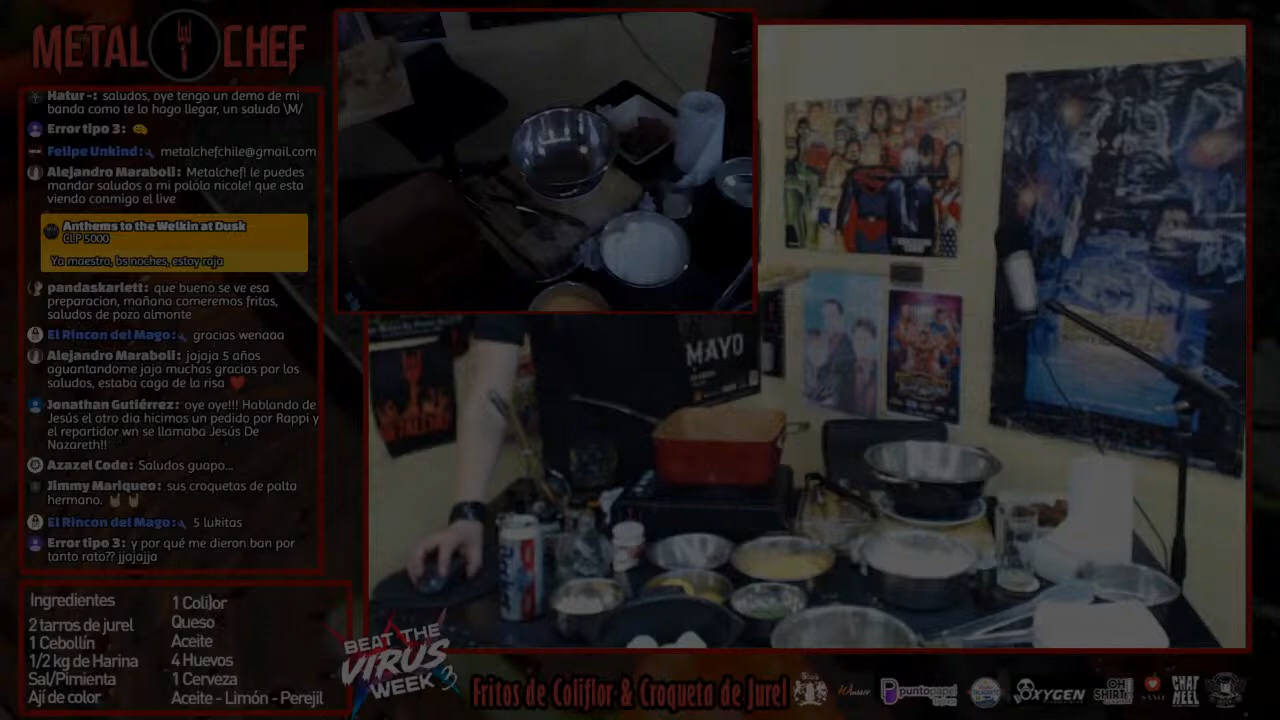 METAL CHEF
Hatur-: saludos, oye tengo un demo de mi
banda como te lo hago llegar, un saludo \M/
Error tipo 3:
Felipe Unkind: metalchefchile@gmail.com
Alejandro Maraboli: Metalchef! le puedes
mandar saludos a mi polola nicole! que esta
viendo conmigo el live
Anthems to the Welkin at Dusk
CLP 5000
Ya maestro, bs noches, estoy raja
pandaskarlett: que bueno se ve esa
preparacion, mañana comeremos fritos,
saludos de pozo almonte
El Rincon del Mago: gracias wenaaa
Alejandro Maraboli: jajaja 5 años
aguantandome jaja muchas gracias por los
saludos, estaba caga de la risa ❤
Jonathan Gutiérrez: oye oye!!! Hablando de
Jesús el otro dia hicimos un pedido por Rappi y
el repartidor wn se llamaba Jesús De
Nazareth!!
Azazel Code: Saludos guapo...
Jimmy Mariqueo: sus croquetas de palta
hermano. 🤘 🤘
El Rincon del Mago: 5 lukitas
Error tipo 3: y por qué me dieron ban por
tanto rato?? jjajajja
Ingredientes
2 tarros de jurel
1 Cebollín
1/2 kg de Harina
Sal/Pimienta
Ají de color
1 Coliflor
Queso
Aceite
4 Huevos
1 Cerveza
Aceite - Limón - Perejil
MAYO
BEAT THE
VIRUS
WEEK 3
Fritos de Coliflor & Croqueta de Jurel
puntopapel
OXYGEN
OH
SHIRT!
CHAT
NEEL